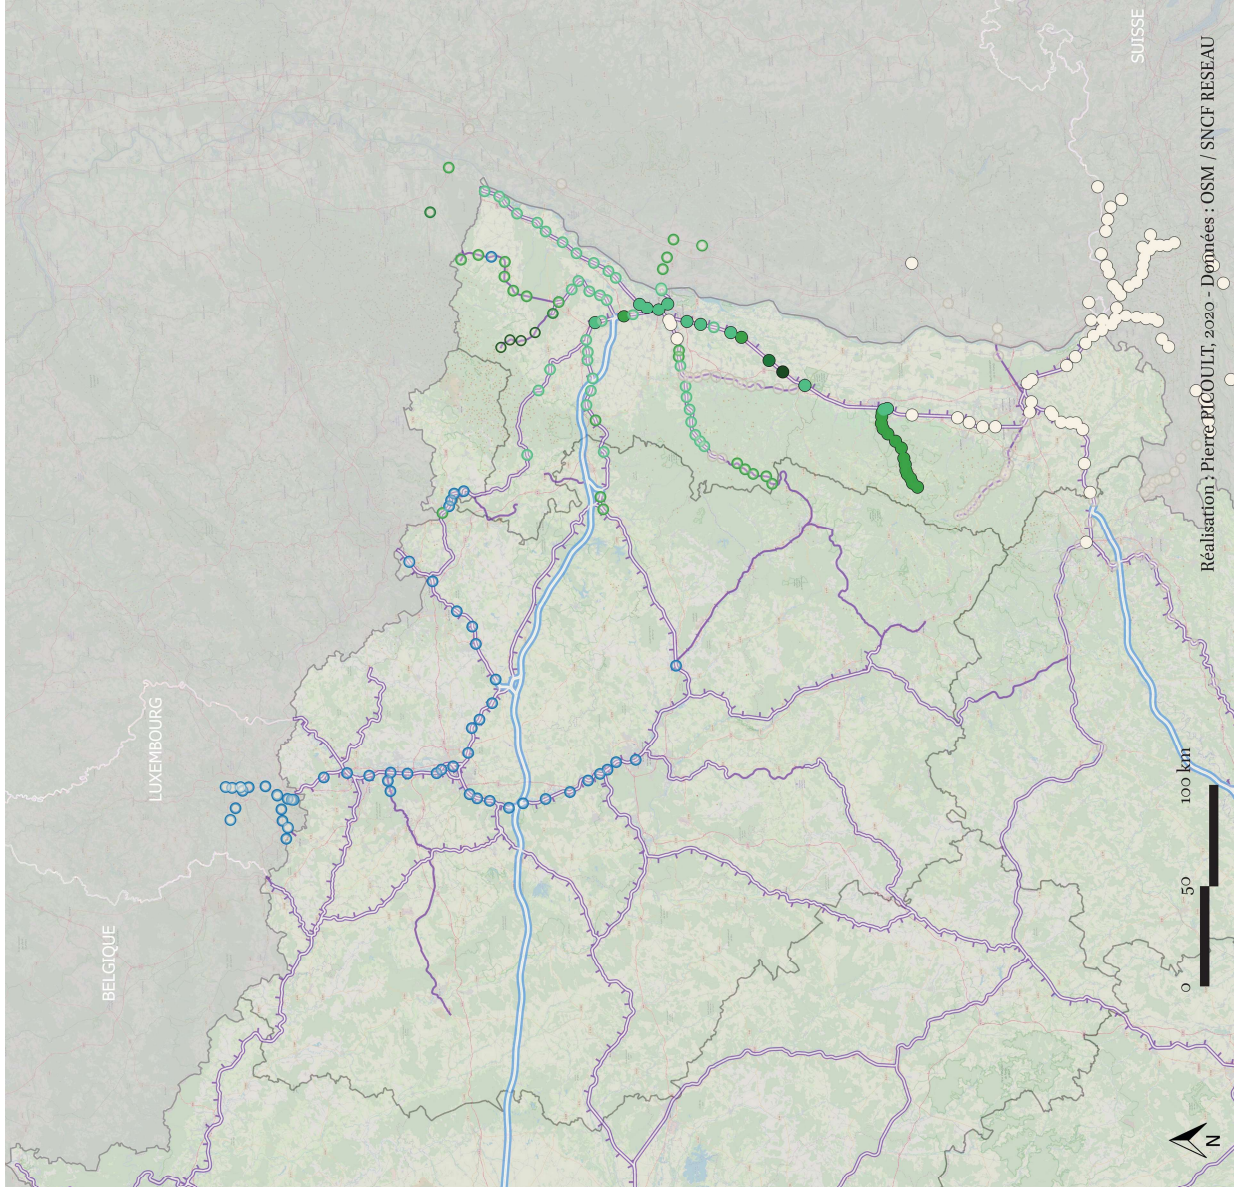 BELGIQUE
LUXEMBOURG
SUISSE
0 50 100 km
N
Réalisation : Pierre PICOULT, 2020 - Données : OSM / SNCF RESEAU